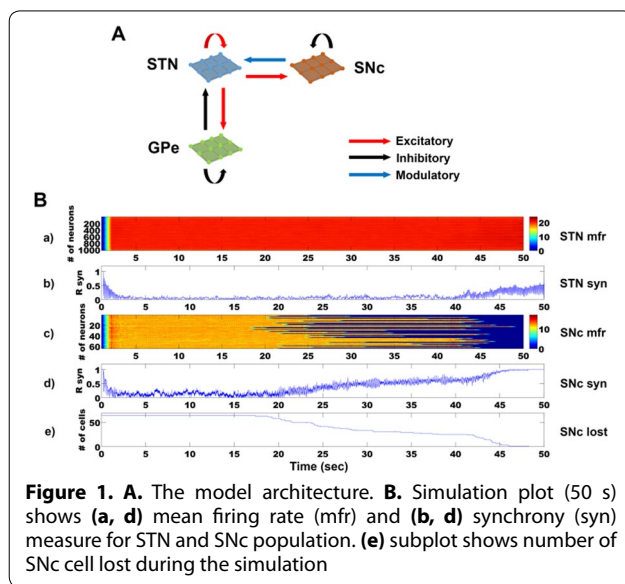 A
STN
SNc
GPe
Excitatory
Inhibitory
Modulatory
B
a)
# of neurons
200
400
600
800
1000
5 10 15 20 25 30 35 40 45 50
20
10
0
STN mfr
b)
R syn
1
0.5
0
5 10 15 20 25 30 35 40 45 50
STN syn
c)
# of neurons
20
40
60
5 10 15 20 25 30 35 40 45 50
10
0
SNc mfr
d)
R syn
1
0.5
0
5 10 15 20 25 30 35 40 45 50
SNc syn
e)
# of cells
50
0
5 10 15 20 25 30 35 40 45 50
SNc lost
Time (sec)
Figure 1. A. The model architecture. B. Simulation plot (50 s)
shows (a, d) mean firing rate (mfr) and (b, d) synchrony (syn)
measure for STN and SNc population. (e) subplot shows number of
SNc cell lost during the simulation